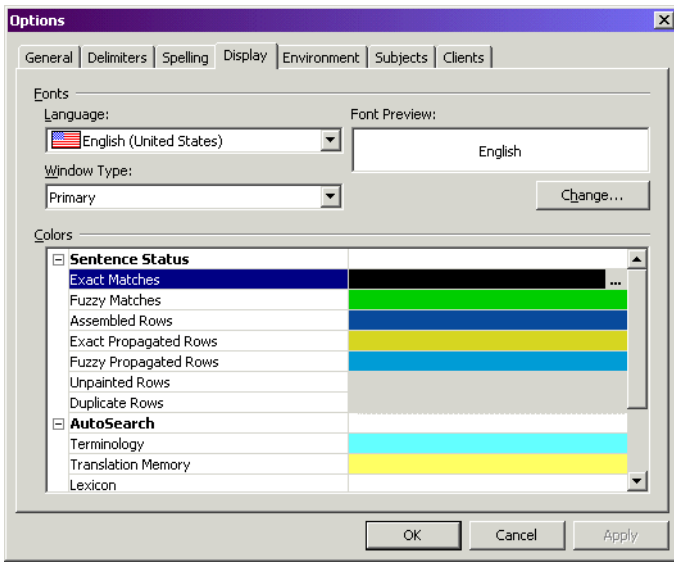 Options
General Delimiters Spelling Display Environment Subjects Clients
Fonts
Language: Font Preview:
English (United States) English
Window Type:
Primary Change...
Colors
Sentence Status
Exact Matches ...
Fuzzy Matches
Assembled Rows
Exact Propagated Rows
Fuzzy Propagated Rows
Unpainted Rows
Duplicate Rows
AutoSearch
Terminology
Translation Memory
Lexicon
OK Cancel Apply